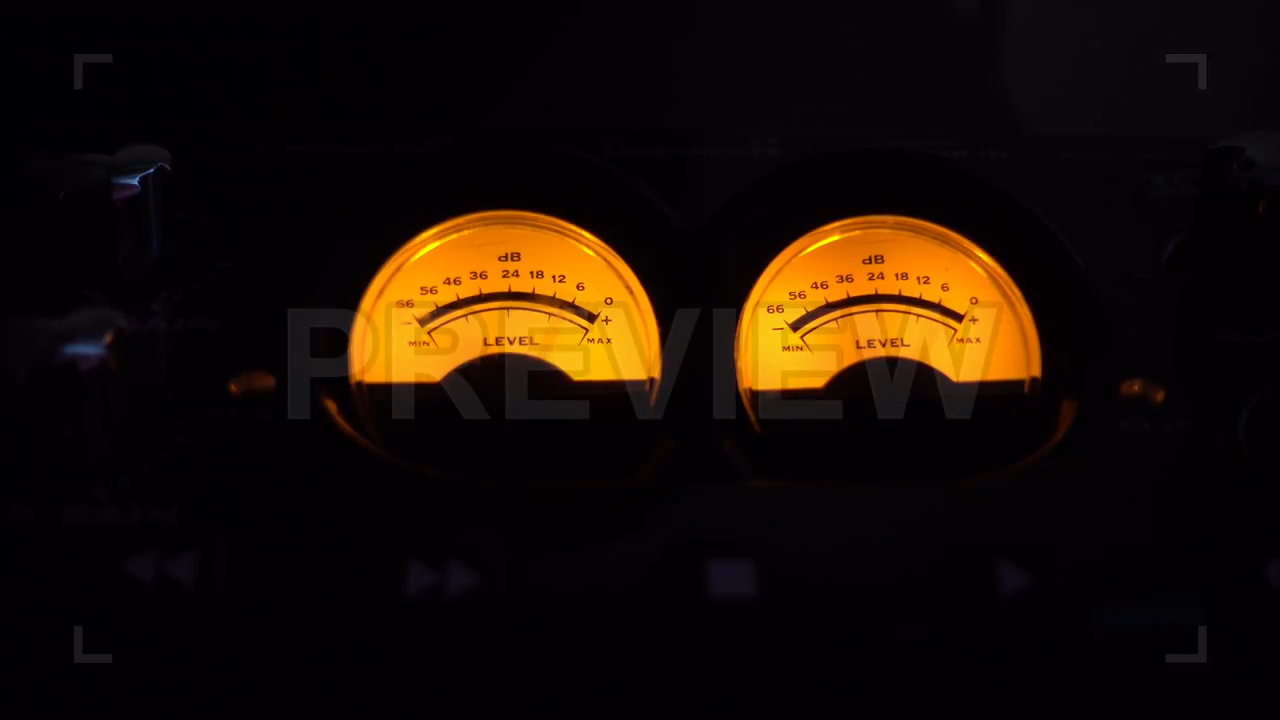 dB
66 56 46 36 24 18 12 6 0
− +
MIN LEVEL MAX
dB
66 56 46 36 24 18 12 6 0
− +
MIN LEVEL MAX
PREVIEW